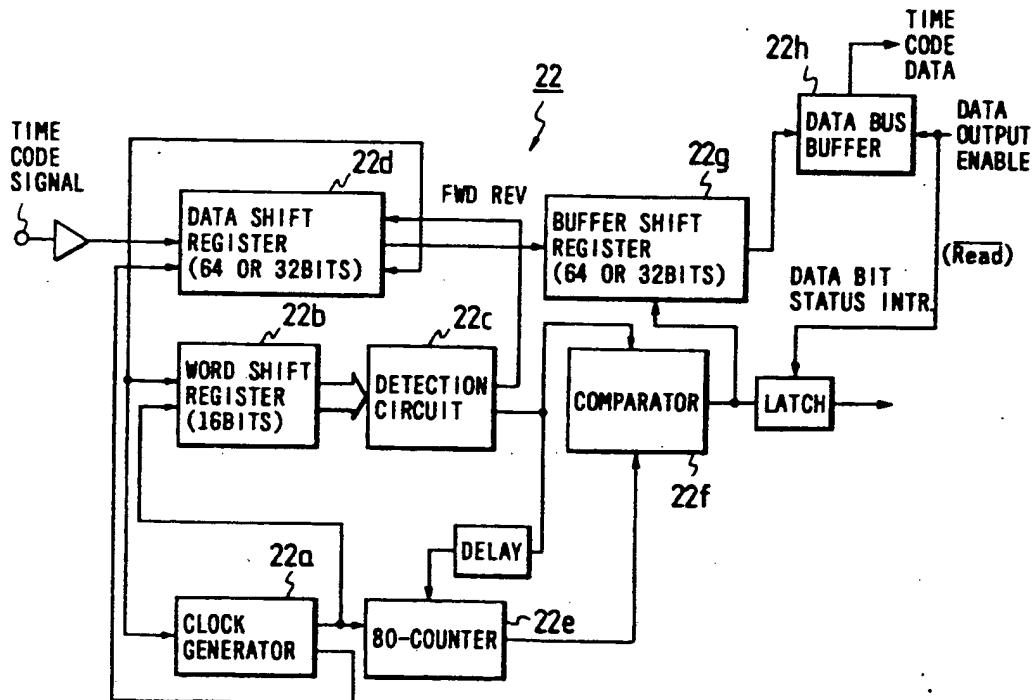 TIME
CODE
SIGNAL
22d
DATA SHIFT
REGISTER
(64 OR 32BITS)
FWD REV
22
22g
BUFFER SHIFT
REGISTER
(64 OR 32BITS)
22h
DATA BUS
BUFFER
TIME
CODE
DATA
DATA
OUTPUT
ENABLE
(Read)
DATA BIT
STATUS INTR.
22b
WORD SHIFT
REGISTER
(16BITS)
22c
DETECTION
CIRCUIT
COMPARATOR
22f
LATCH
DELAY
22a
CLOCK
GENERATOR
80-COUNTER
22e